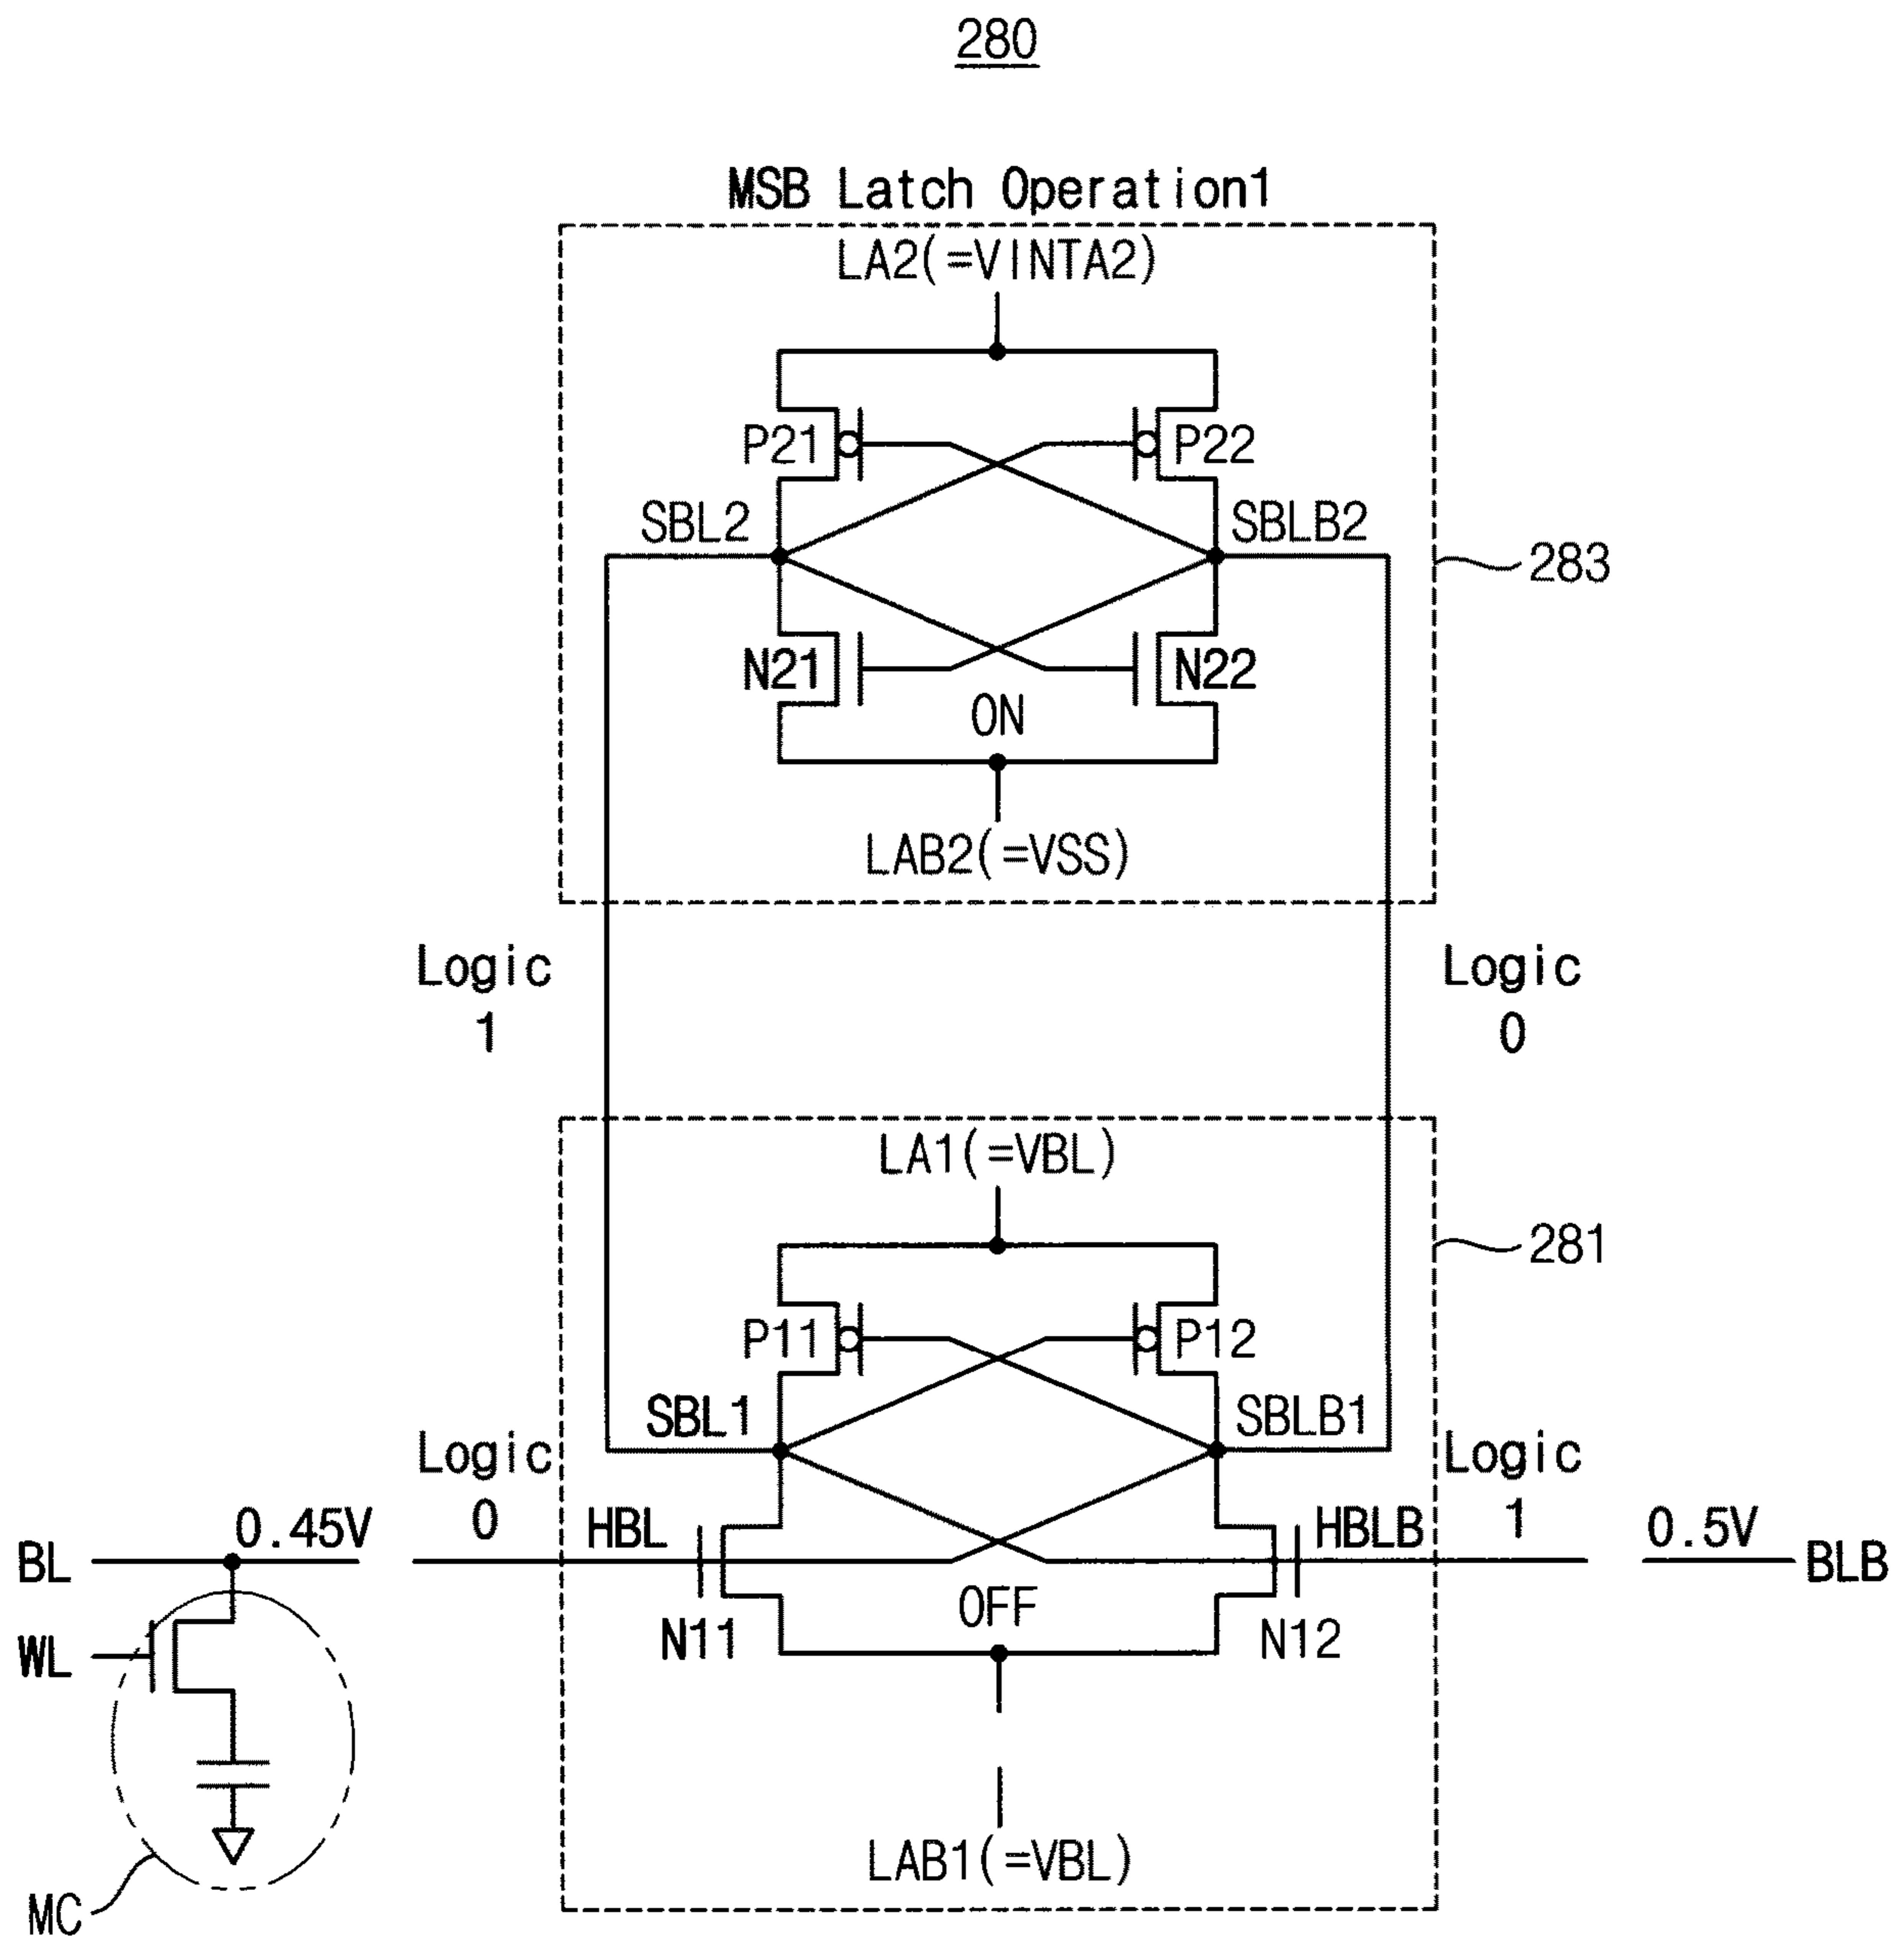 280
MSB Latch Operation1
LA2(=VINTA2)
P21
P22
SBL2
SBLB2
283
N21
N22
ON
LAB2(=VSS)
Logic
1
Logic
0
LA1(=VBL)
281
P11
P12
SBL1
SBLB1
Logic
0
Logic
1
0.45V
HBL
HBLB
0.5V
BL
BLB
OFF
WL
N11
N12
LAB1(=VBL)
MC